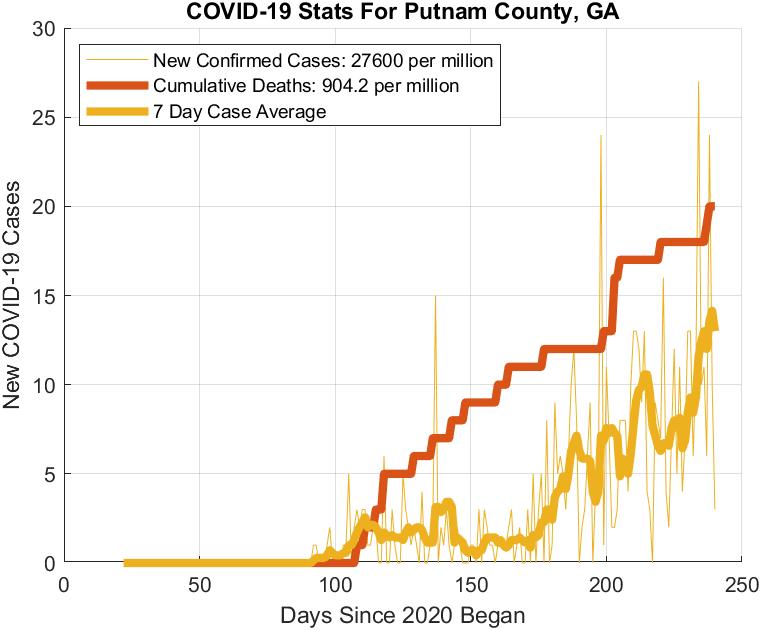 COVID-19 Stats For Putnam County, GA
New Confirmed Cases: 27600 per million
Cumulative Deaths: 904.2 per million
7 Day Case Average
New COVID-19 Cases
30
25
20
15
10
5
0
0 50 100 150 200 250
Days Since 2020 Began